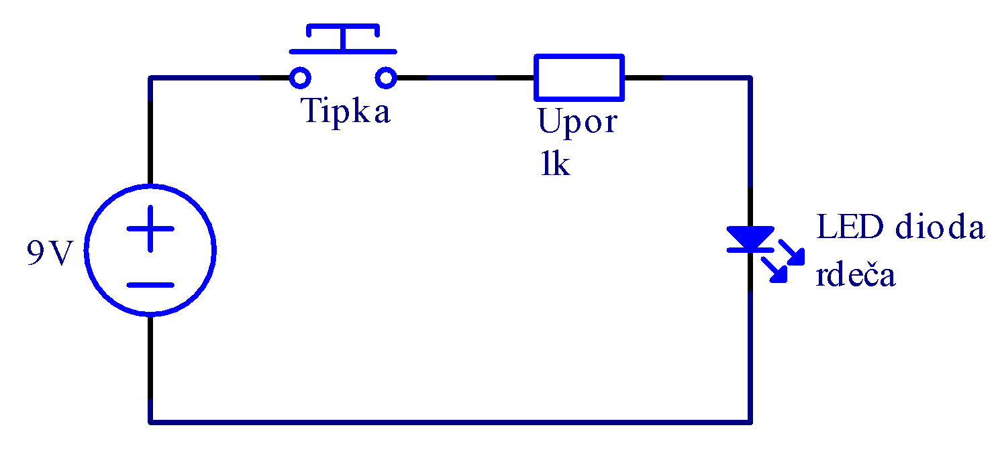 Tipka
Upor
1k
9V
LED dioda
rdeča